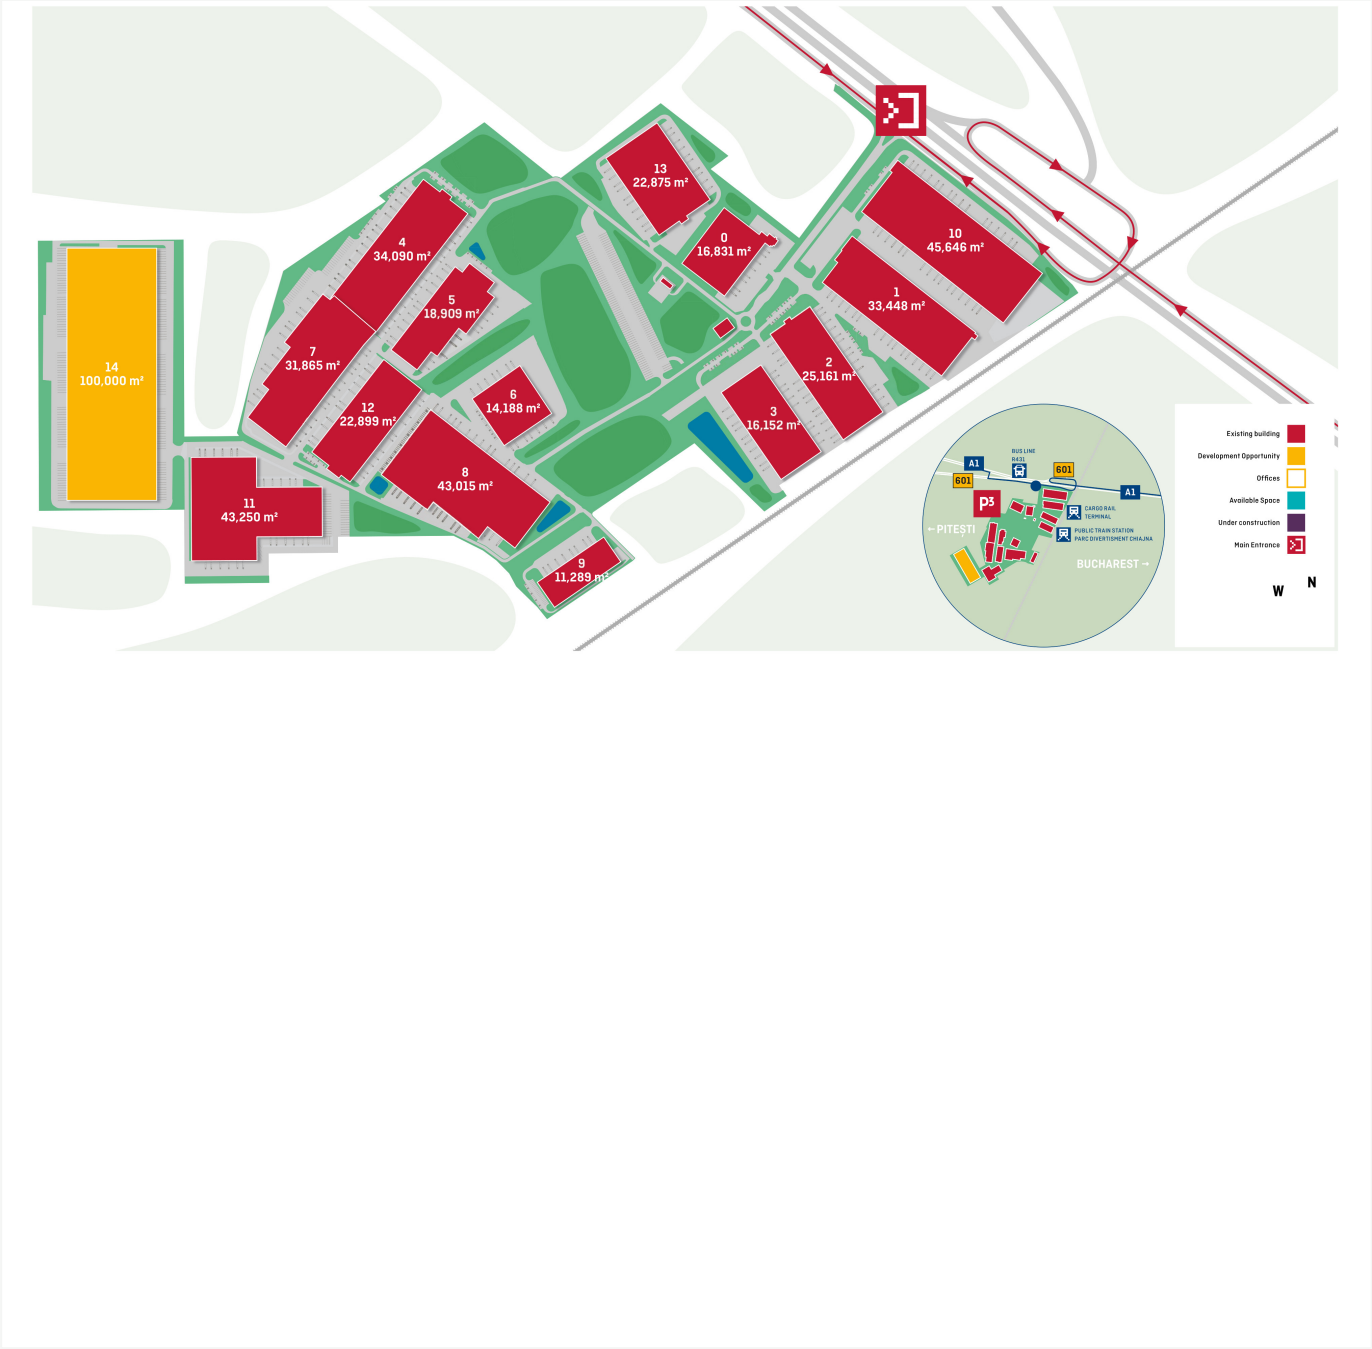 13
22,875 m²
0
16,831 m²
10
45,646 m²
4
34,090 m²
1
33,448 m²
5
18,909 m²
7
31,865 m²
2
25,161 m²
14
100,000 m²
6
14,188 m²
12
22,899 m²
3
16,152 m²
8
43,015 m²
11
43,250 m²
9
11,289 m²
BUS LINE
R431
A1
601
601
A1
P3
CARGO RAIL
TERMINAL
PUBLIC TRAIN STATION
PARC DIVERTISMENT CHIAJNA
←PITESTI
BUCHAREST→
Existing building
Development Opportunity
Offices
Available Space
Under construction
Main Entrance
N
W